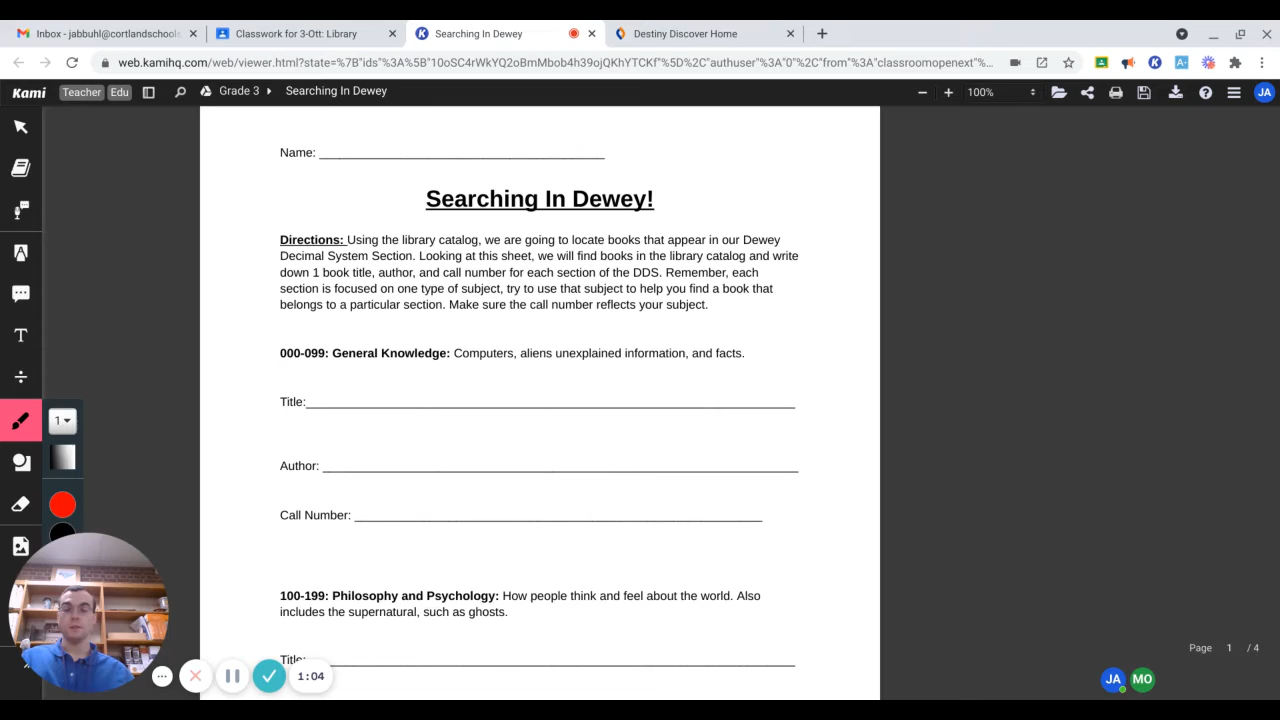 Inbox - jabbuhl@cortlandschools
Classwork for 3-Ott: Library
Searching In Dewey
Destiny Discover Home
web.kamihq.com/web/viewer.html?state=%7B"ids"%3A%5B"10oSC4rWkYQ2oBmMbob4h39ojQKhYTCKf"%5D%2C"authuser"%3A"0"%2C"from"%3A"classroomopenext"%...
Kami Teacher Edu Grade 3 Searching In Dewey 100% JA
Name:
Searching In Dewey!
Directions: Using the library catalog, we are going to locate books that appear in our Dewey
Decimal System Section. Looking at this sheet, we will find books in the library catalog and write
down 1 book title, author, and call number for each section of the DDS. Remember, each
section is focused on one type of subject, try to use that subject to help you find a book that
belongs to a particular section. Make sure the call number reflects your subject.
000-099: General Knowledge: Computers, aliens unexplained information, and facts.
Title:
1
Author:
Call Number:
100-199: Philosophy and Psychology: How people think and feel about the world. Also
includes the supernatural, such as ghosts.
Title:
1:04
Page 1 / 4
JA MO